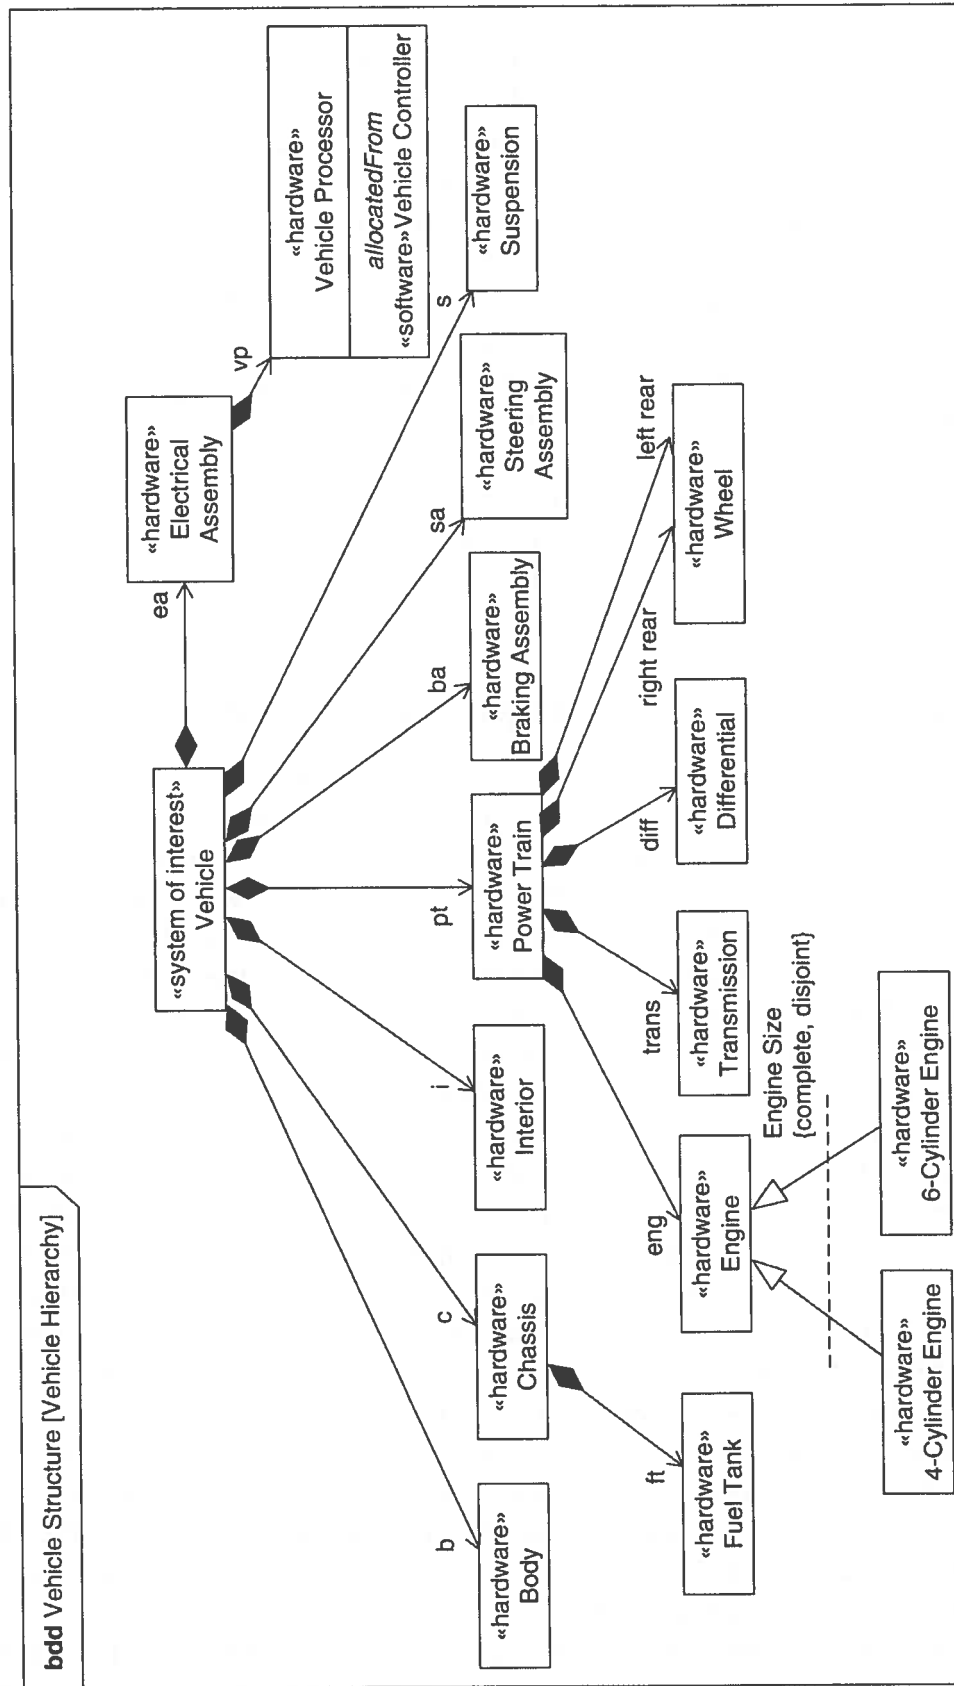 bdd Vehicle Structure [Vehicle Hierarchy]
«system of interest»
Vehicle
ea
«hardware»
Electrical
Assembly
vp
«hardware»
Vehicle Processor
allocatedFrom
«software»Vehicle Controller
b
c
i
pt
ba
sa
s
«hardware»
Body
«hardware»
Chassis
«hardware»
Interior
«hardware»
Power Train
«hardware»
Braking Assembly
«hardware»
Steering
Assembly
«hardware»
Suspension
ft
eng
trans
diff
right rear
left rear
«hardware»
Fuel Tank
«hardware»
Engine
«hardware»
Transmission
«hardware»
Differential
«hardware»
Wheel
Engine Size
{complete, disjoint}
«hardware»
4-Cylinder Engine
«hardware»
6-Cylinder Engine